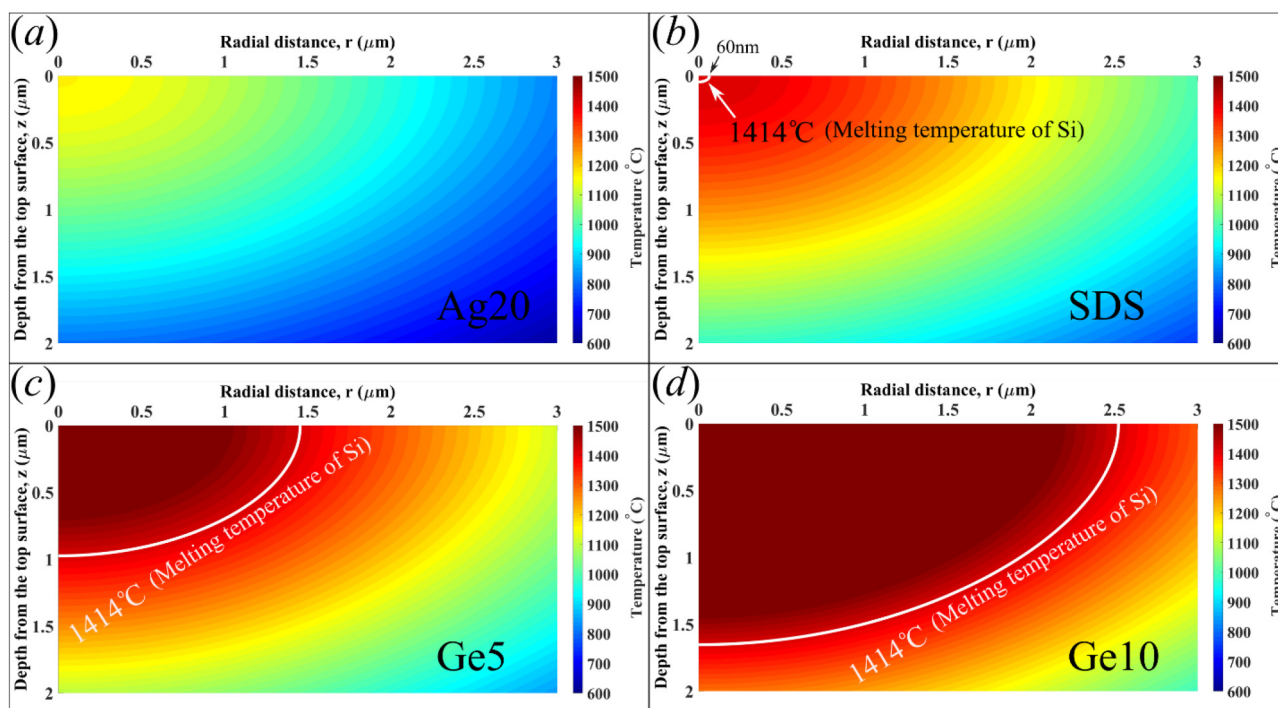 (a)
Radial distance, r (μm)
0 0.5 1 1.5 2 2.5 3
Depth from the top surface, z (μm)
0
0.5
1
1.5
2
Ag20
1500
1400
1300
1200
1100
1000
900
800
700
600
Temperature (°C)
(b)
Radial distance, r (μm)
60nm
0 0.5 1 1.5 2 2.5 3
Depth from the top surface, z (μm)
0
0.5
1
1.5
2
1414℃ (Melting temperature of Si)
SDS
1500
1400
1300
1200
1100
1000
900
800
700
600
Temperature (°C)
(c)
Radial distance, r (μm)
0 0.5 1 1.5 2 2.5 3
Depth from the top surface, z (μm)
0
0.5
1
1.5
2
1414℃ (Melting temperature of Si)
Ge5
1500
1400
1300
1200
1100
1000
900
800
700
600
Temperature (°C)
(d)
Radial distance, r (μm)
0 0.5 1 1.5 2 2.5 3
Depth from the top surface, z (μm)
0
0.5
1
1.5
2
1414℃ (Melting temperature of Si)
Ge10
1500
1400
1300
1200
1100
1000
900
800
700
600
Temperature (°C)